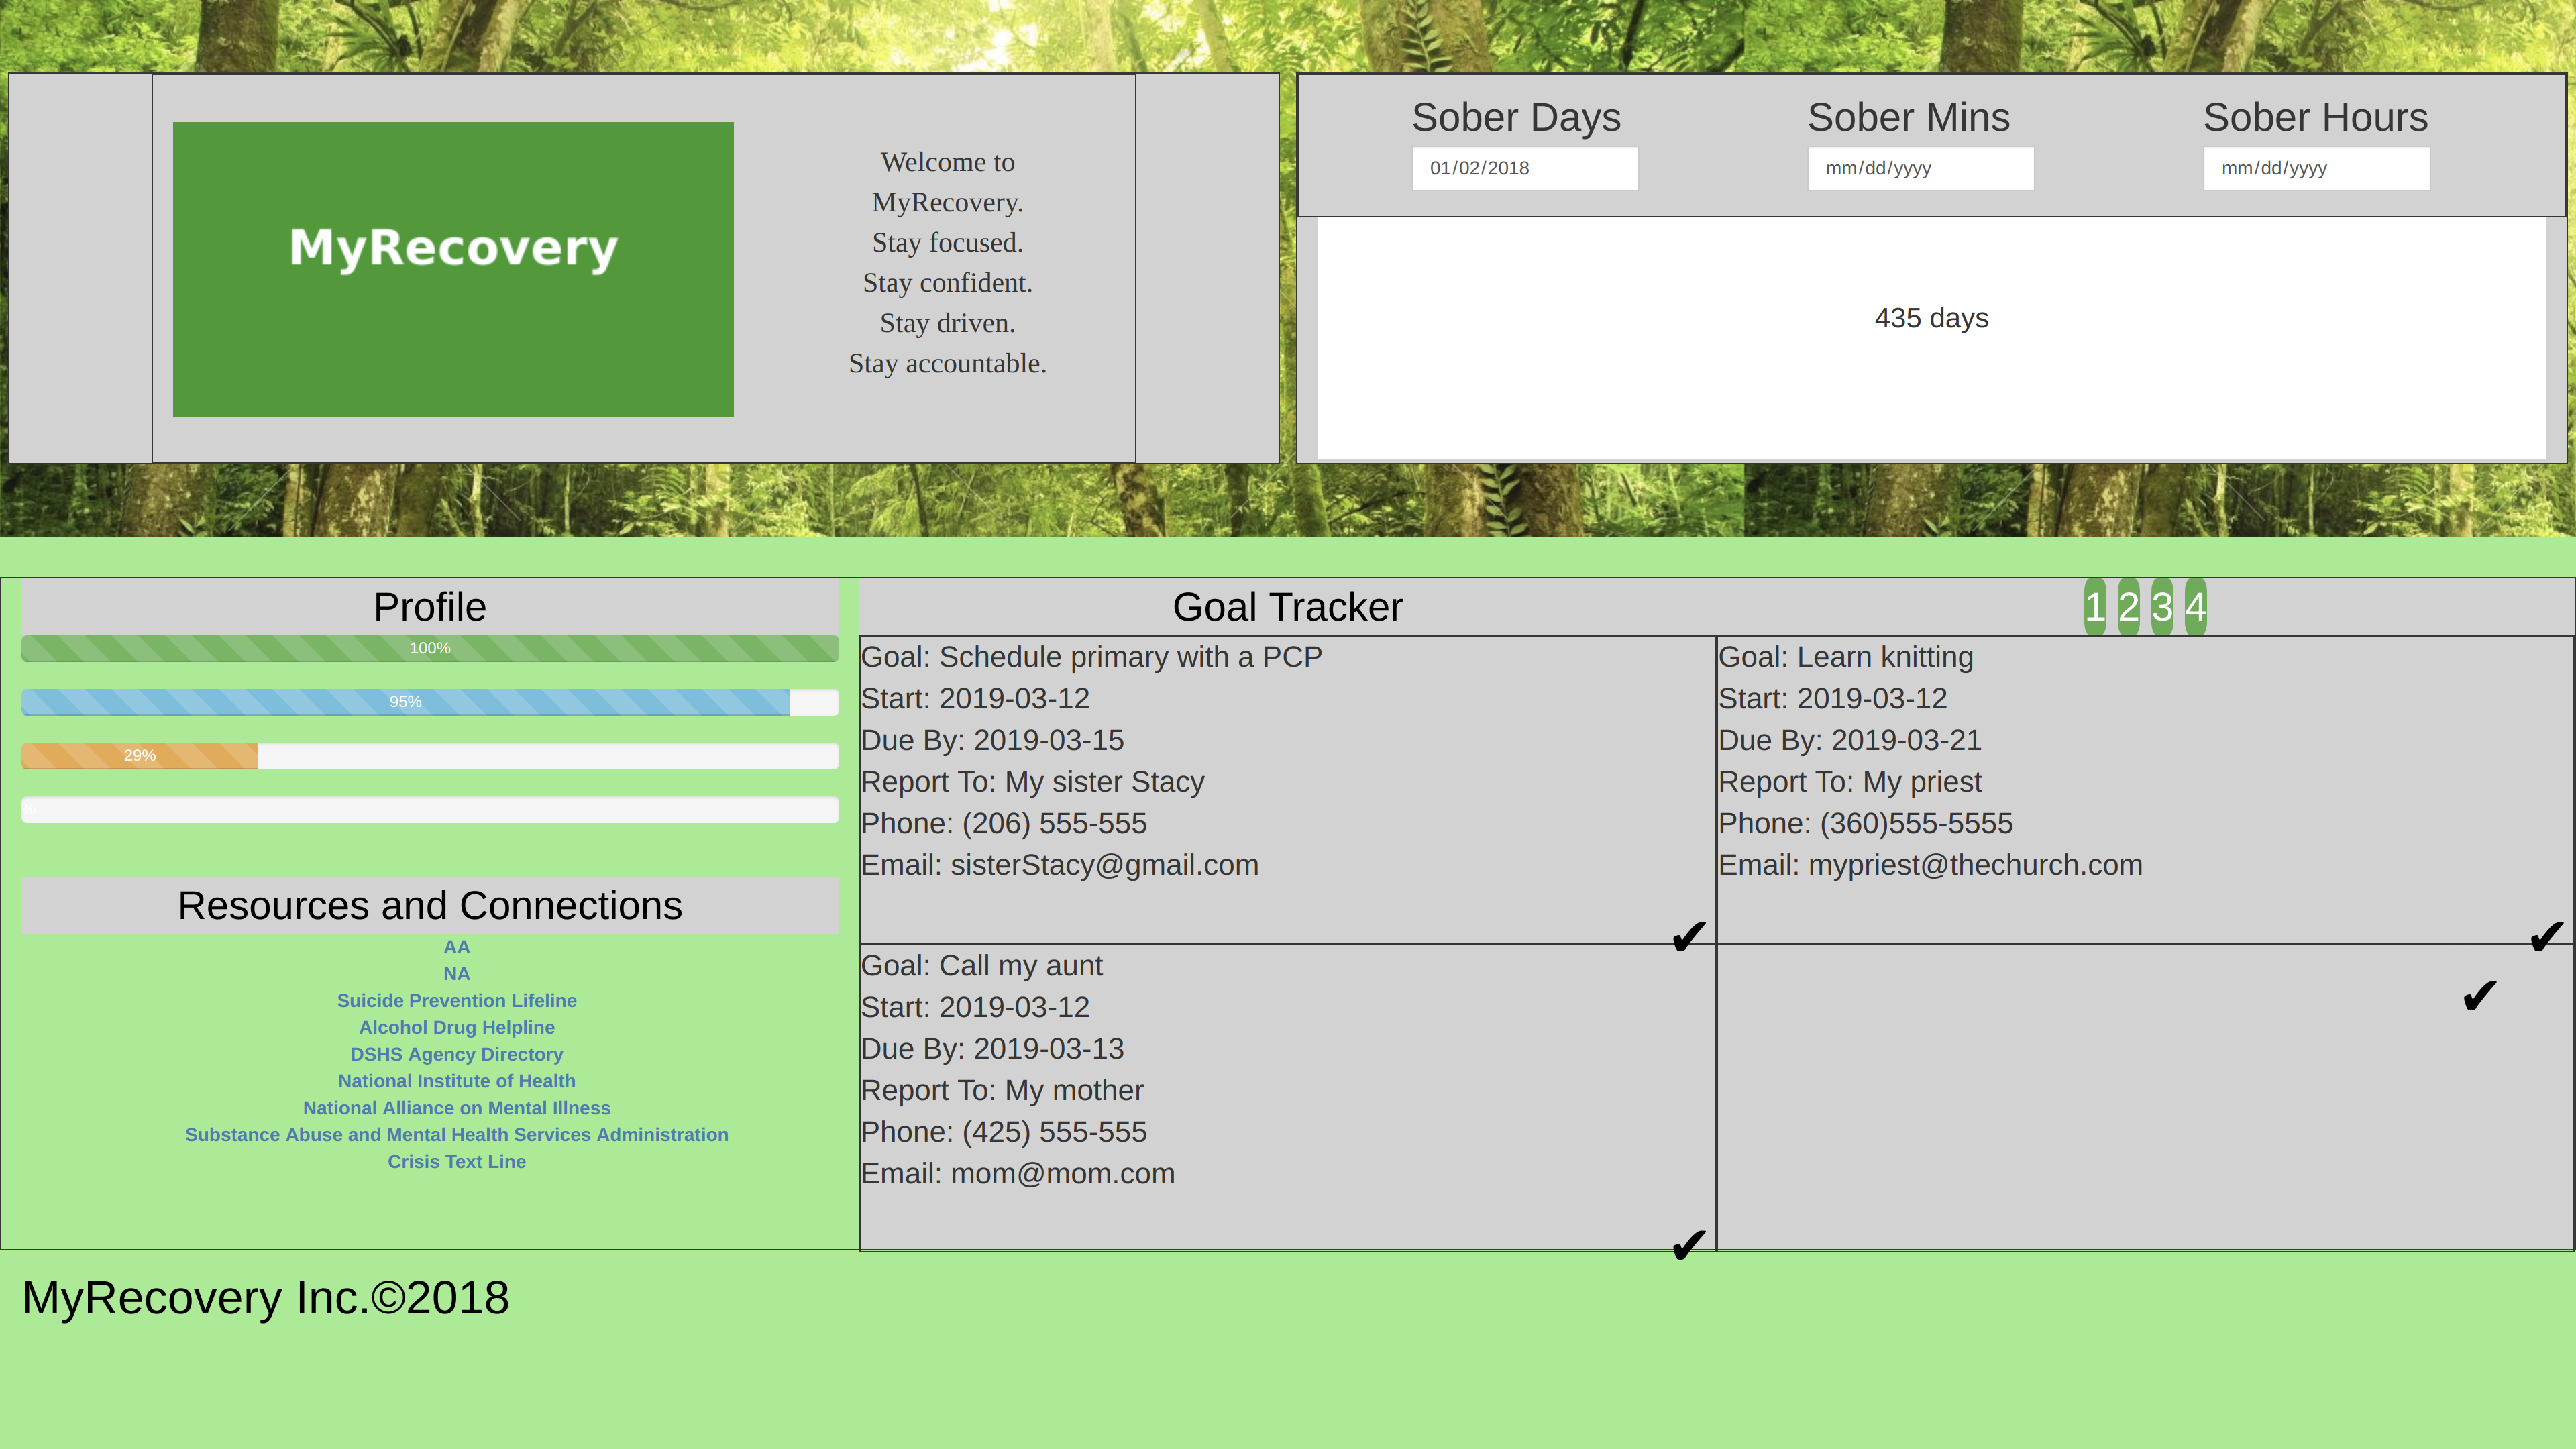 MyRecovery
Welcome to
MyRecovery.
Stay focused.
Stay confident.
Stay driven.
Stay accountable.
Sober Days
Sober Mins
Sober Hours
01/02/2018
mm/dd/yyyy
mm/dd/yyyy
435 days
Profile
100%
95%
29%
%
Resources and Connections
AA
NA
Suicide Prevention Lifeline
Alcohol Drug Helpline
DSHS Agency Directory
National Institute of Health
National Alliance on Mental Illness
Substance Abuse and Mental Health Services Administration
Crisis Text Line
Goal Tracker
1 2 3 4
Goal: Schedule primary with a PCP
Start: 2019-03-12
Due By: 2019-03-15
Report To: My sister Stacy
Phone: (206) 555-555
Email: sisterStacy@gmail.com
✔
Goal: Learn knitting
Start: 2019-03-12
Due By: 2019-03-21
Report To: My priest
Phone: (360)555-5555
Email: mypriest@thechurch.com
✔
Goal: Call my aunt
Start: 2019-03-12
Due By: 2019-03-13
Report To: My mother
Phone: (425) 555-555
Email: mom@mom.com
✔
✔
MyRecovery Inc.©2018